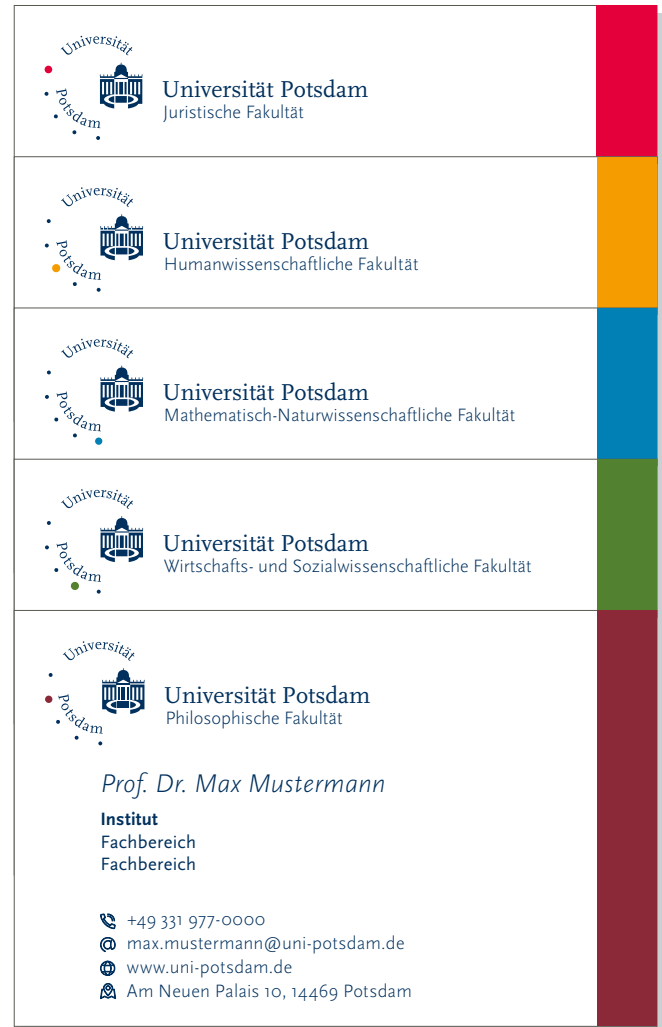 Universität
Potsdam
Universität Potsdam
Juristische Fakultät
Universität
Potsdam
Universität Potsdam
Humanwissenschaftliche Fakultät
Universität
Potsdam
Universität Potsdam
Mathematisch-Naturwissenschaftliche Fakultät
Universität
Potsdam
Universität Potsdam
Wirtschafts- und Sozialwissenschaftliche Fakultät
Universität
Potsdam
Universität Potsdam
Philosophische Fakultät
Prof. Dr. Max Mustermann
Institut
Fachbereich
Fachbereich
+49 331 977-0000
max.mustermann@uni-potsdam.de
www.uni-potsdam.de
Am Neuen Palais 10, 14469 Potsdam